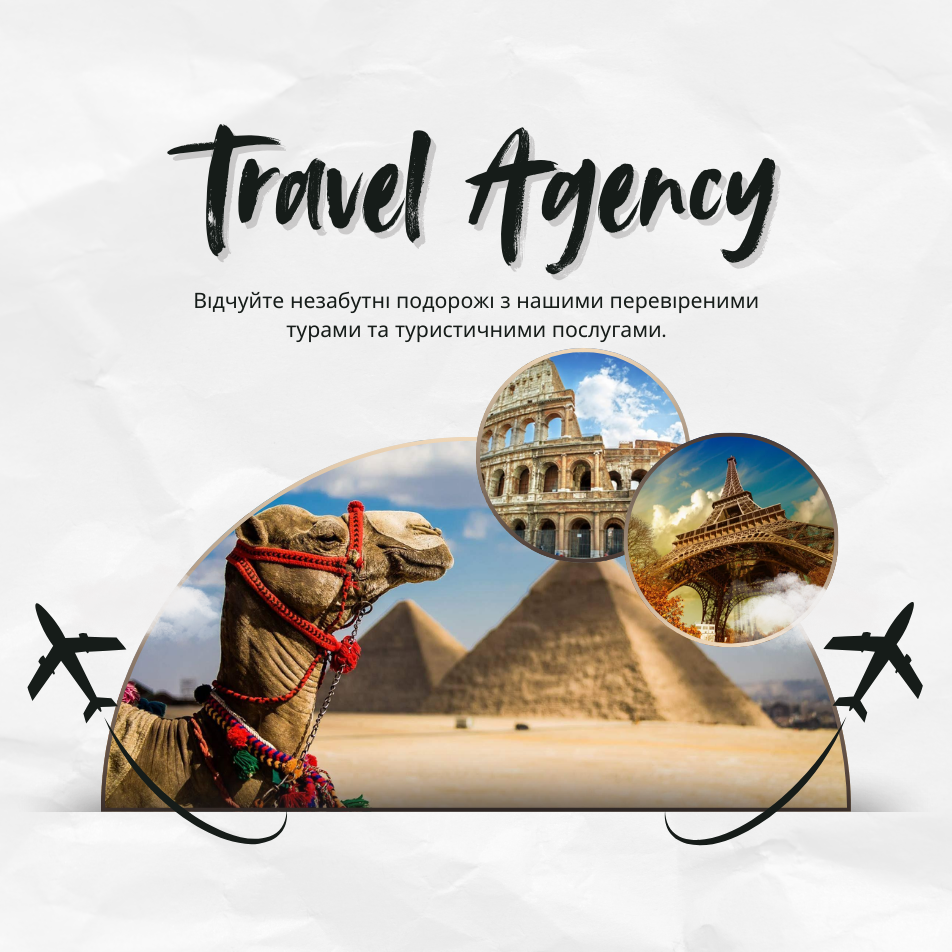 Travel Agency
Відчуйте незабутні подорожі з нашими перевіреними
турами та туристичними послугами.